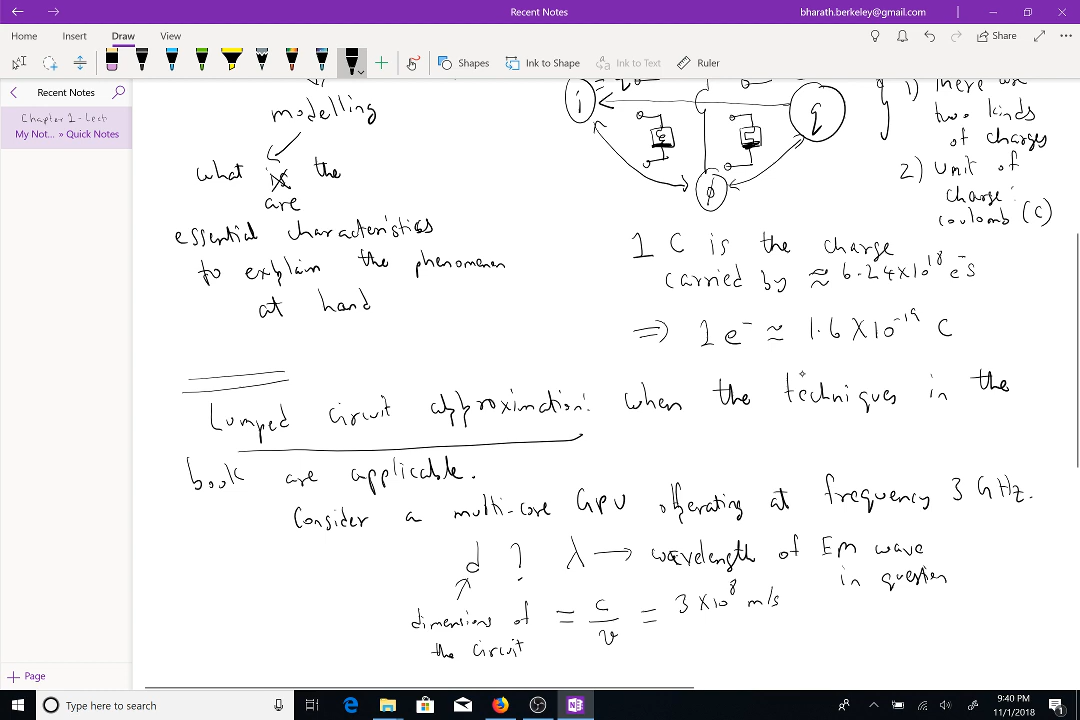 Recent Notes
bharath.berkeley@gmail.com
Home Insert Draw View
Share
Shapes Ink to Shape Ink to Text Ruler
Recent Notes
Chapter 1 - Lect
My Not... » Quick Notes
modelling
what is the
are
essential characteristics
to explain the phenomenon
at hand
i
q
ϕ
1) There are
two kinds
of charges
2) Unit of
charge:
coulomb (C)
1 C is the charge
carried by ≈ 6.24×10^18 e⁻s
=> 1 e⁻ ≈ 1.6 × 10^-19 C
Lumped circuit approximation: when the techniques in the
book are applicable.
Consider a multi-core GPU operating at frequency 3 GHz.
d ? λ → wavelength of EM wave
in question
dimensions of
the circuit
= c/ν = 3 × 10^8 m/s
Page
Type here to search
9:40 PM
11/1/2018